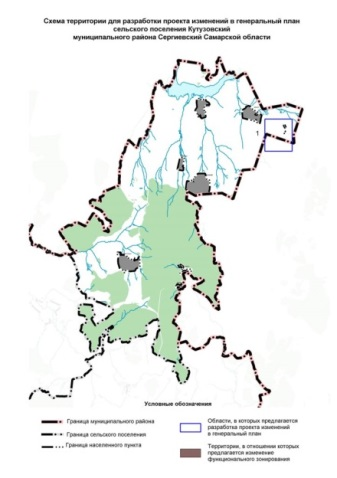 Схема территории для разработки проекта изменений в генеральный план
сельского поселения Кутузовский
муниципального района Сергиевский Самарской области
1
Условные обозначения
Граница муниципального района
Граница сельского поселения
Граница населенного пункта
Области, в которых предлагается
разработка проекта изменений
в генеральный план
Территории, в отношении которых
предлагается изменение
функционального зонирования